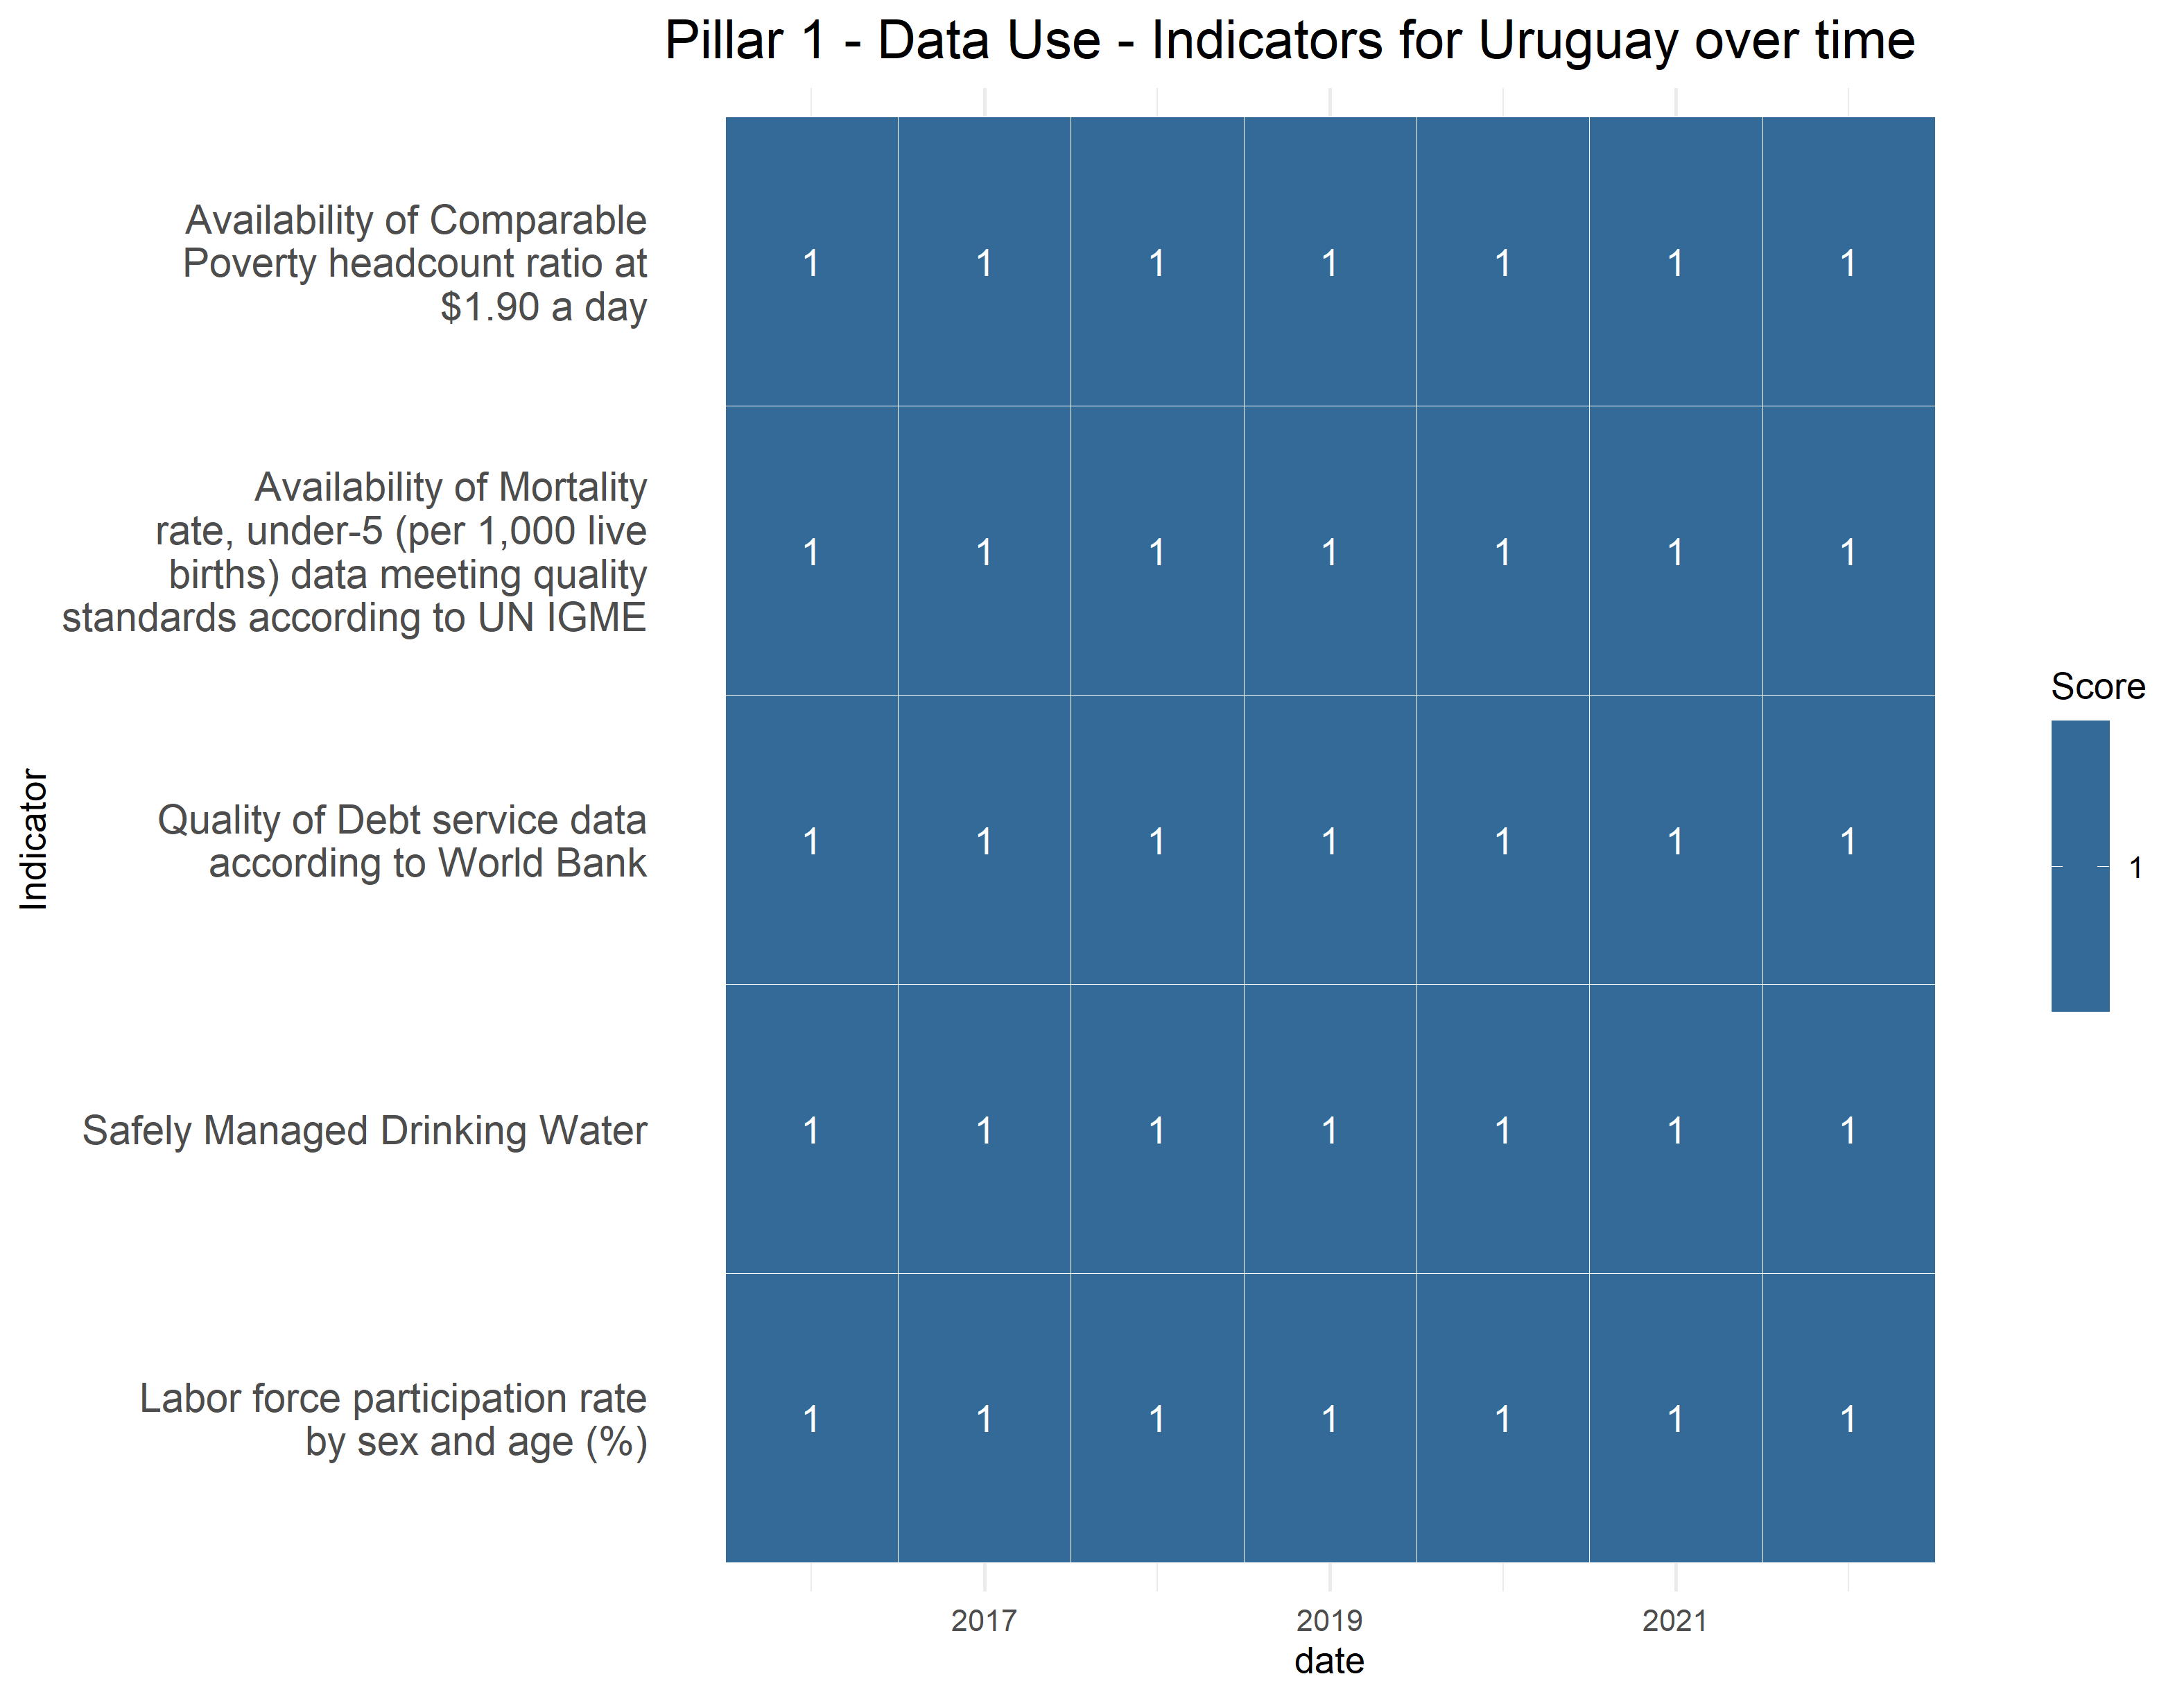 Pillar 1 - Data Use - Indicators for Uruguay over time
Indicator
Availability of Comparable
Poverty headcount ratio at
$1.90 a day
1 1 1 1 1 1 1
Availability of Mortality
rate, under-5 (per 1,000 live
births) data meeting quality
standards according to UN IGME
1 1 1 1 1 1 1
Quality of Debt service data
according to World Bank
1 1 1 1 1 1 1
Safely Managed Drinking Water
1 1 1 1 1 1 1
Labor force participation rate
by sex and age (%)
1 1 1 1 1 1 1
2017 2019 2021
date
Score
1